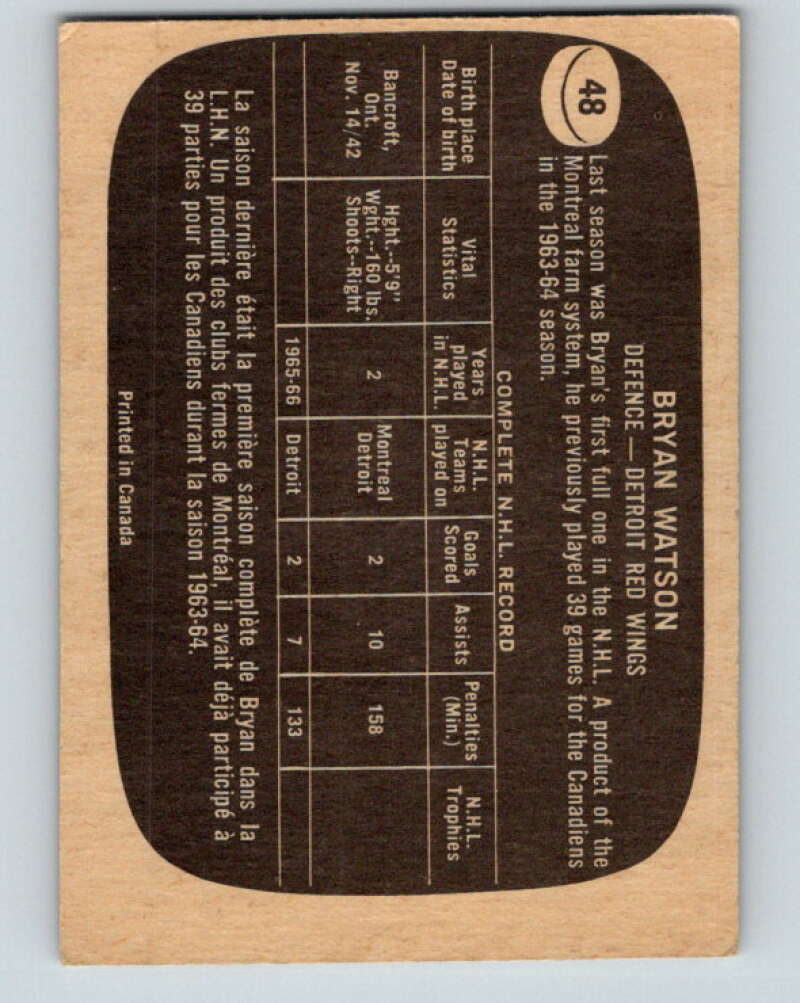 48
BRYAN WATSON
DEFENCE — DETROIT RED WINGS
Last season was Bryan's first full one in the N.H.L. A product of the
Montreal farm system, he previously played 39 games for the Canadiens
in the 1963-64 season.
COMPLETE N.H.L. RECORD
Birth place
Date of birth
Vital
Statistics
Years
played
in N.H.L.
N.H.L.
Teams
played on
Goals
Scored
Assists
Penalties
(Min.)
N.H.L.
Trophies
Bancroft,
Ont.
Nov. 14/42
Hght.--5'9"
Wght.--160 lbs.
Shoots--Right
2
Montreal
Detroit
2
10
158
1965-66
Detroit
2
7
133
La saison dernière était la première saison complète de Bryan dans la
L.H.N. Un produit des clubs fermes de Montréal, il avait déjà participé à
39 parties pour les Canadiens durant la saison 1963-64.
Printed in Canada